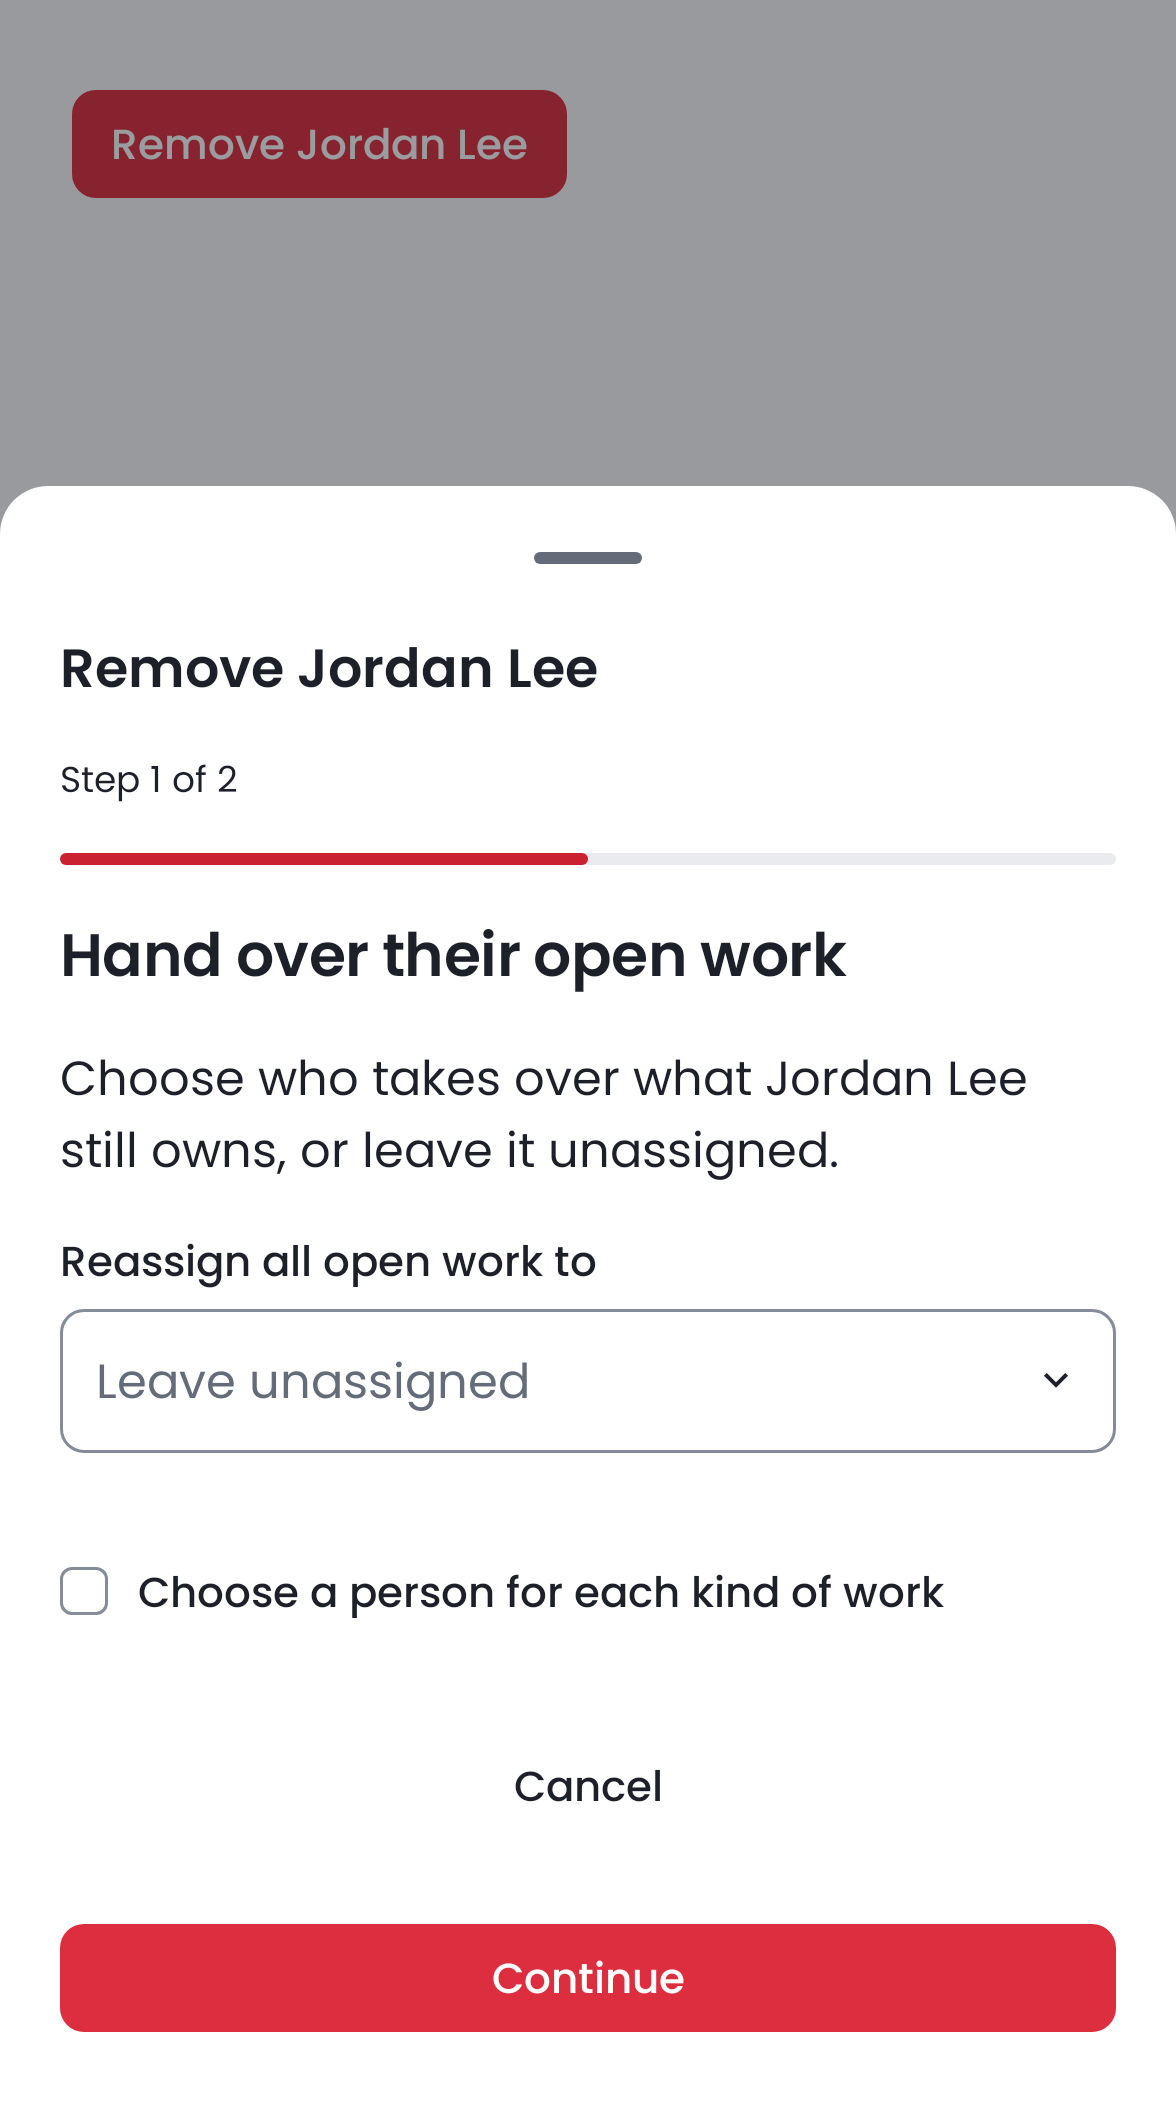 Remove Jordan Lee
Remove Jordan Lee
Step 1 of 2
Hand over their open work
Choose who takes over what Jordan Lee
still owns, or leave it unassigned.
Reassign all open work to
Leave unassigned
Choose a person for each kind of work
Cancel
Continue